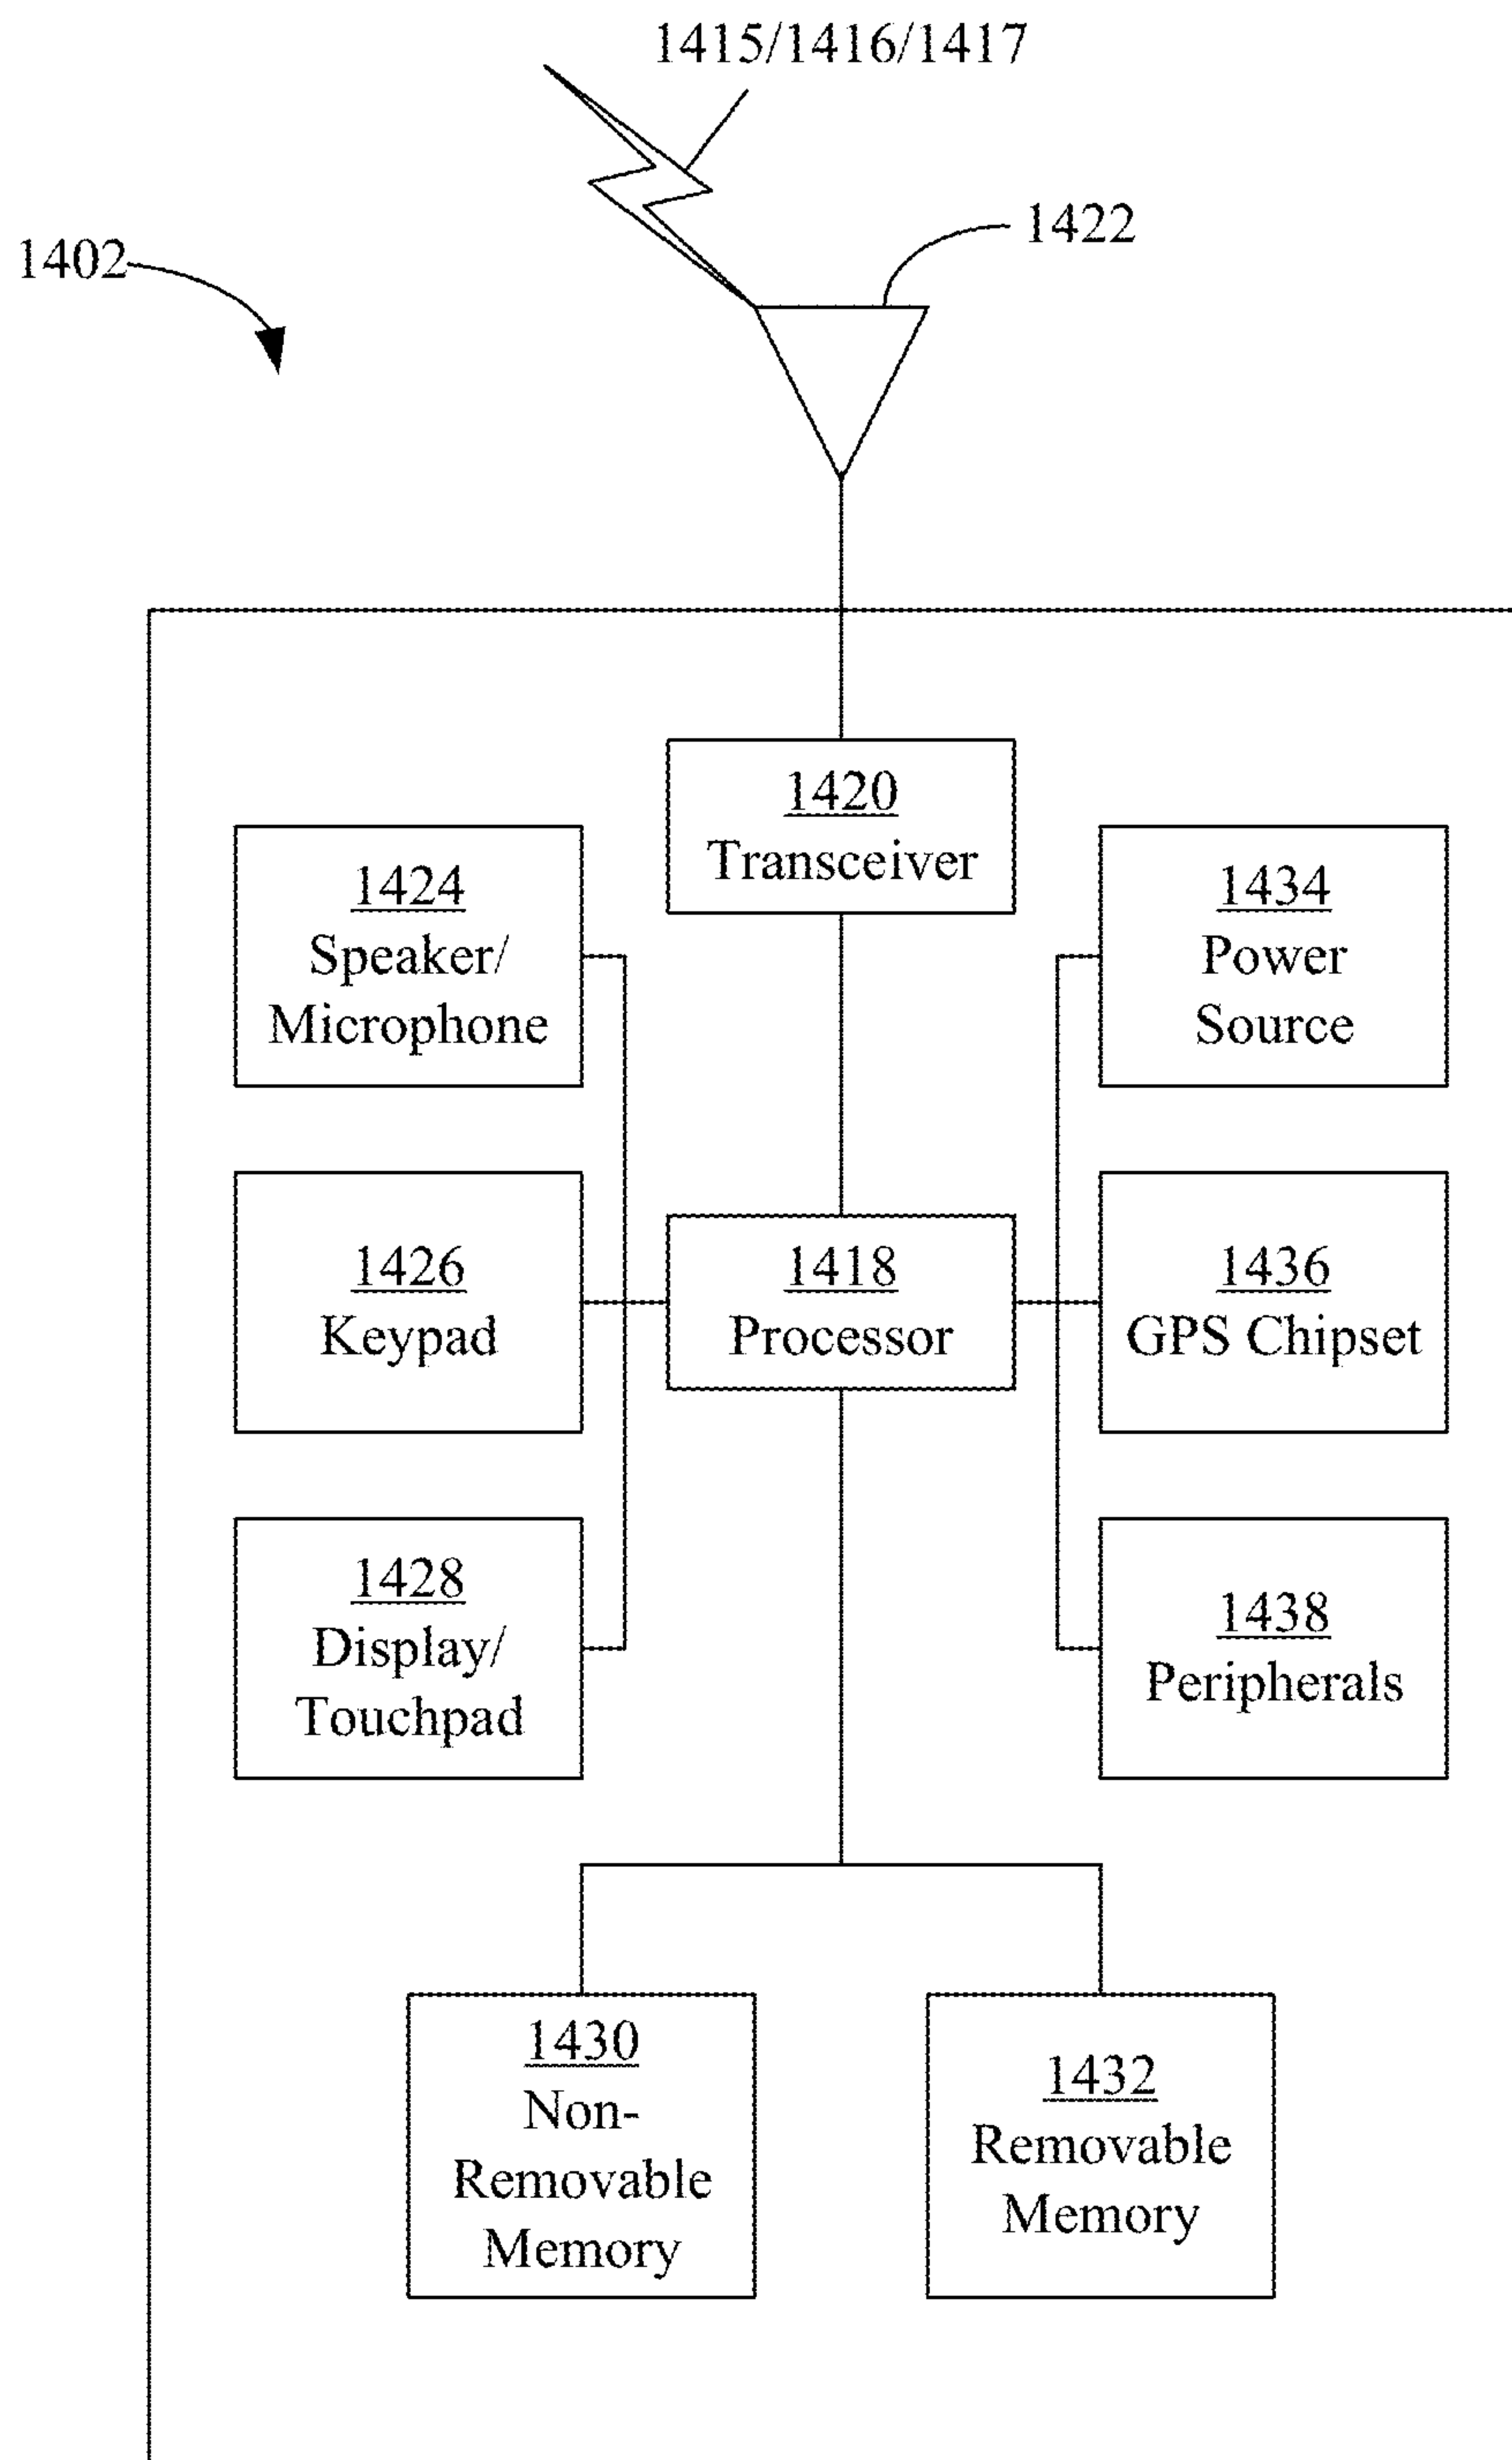 1415/1416/1417
1422
1402
1420
Transceiver
1424
Speaker/
Microphone
1434
Power
Source
1426
Keypad
1418
Processor
1436
GPS Chipset
1428
Display/
Touchpad
1438
Peripherals
1430
Non-
Removable
Memory
1432
Removable
Memory